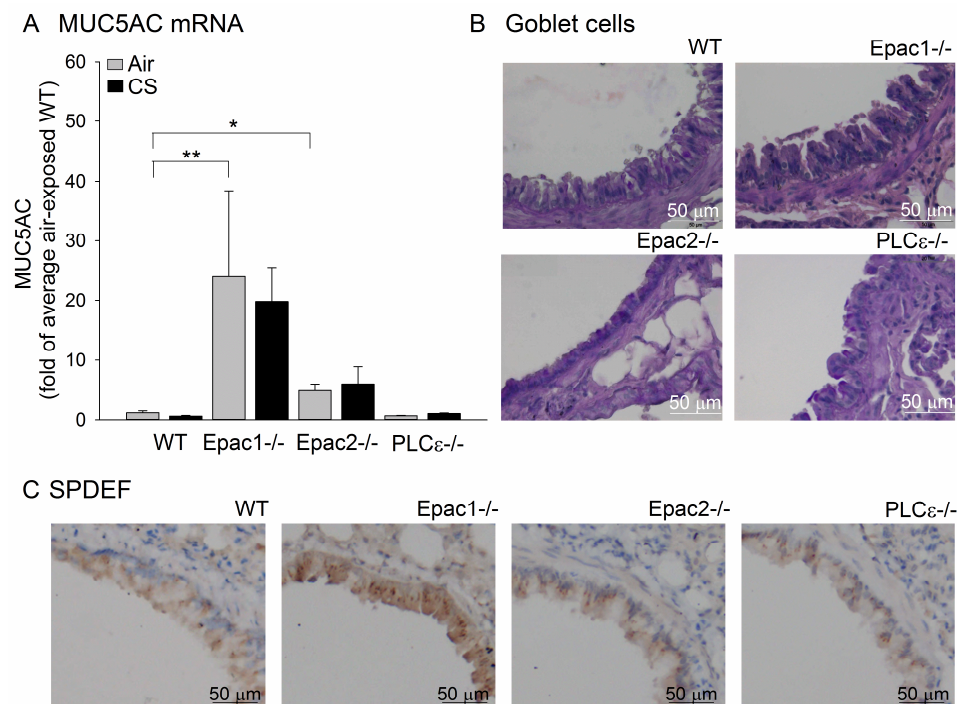 A MUC5AC mRNA
MUC5AC
(fold of average air-exposed WT)
60
50
40
30
20
10
0
Air
CS
*
**
WT Epac1-/- Epac2-/- PLCε-/-
B Goblet cells
WT
Epac1-/-
50 µm
50 µm
Epac2-/-
PLCε-/-
50 µm
50 µm
C SPDEF
WT
Epac1-/-
Epac2-/-
PLCε-/-
50 µm
50 µm
50 µm
50 µm